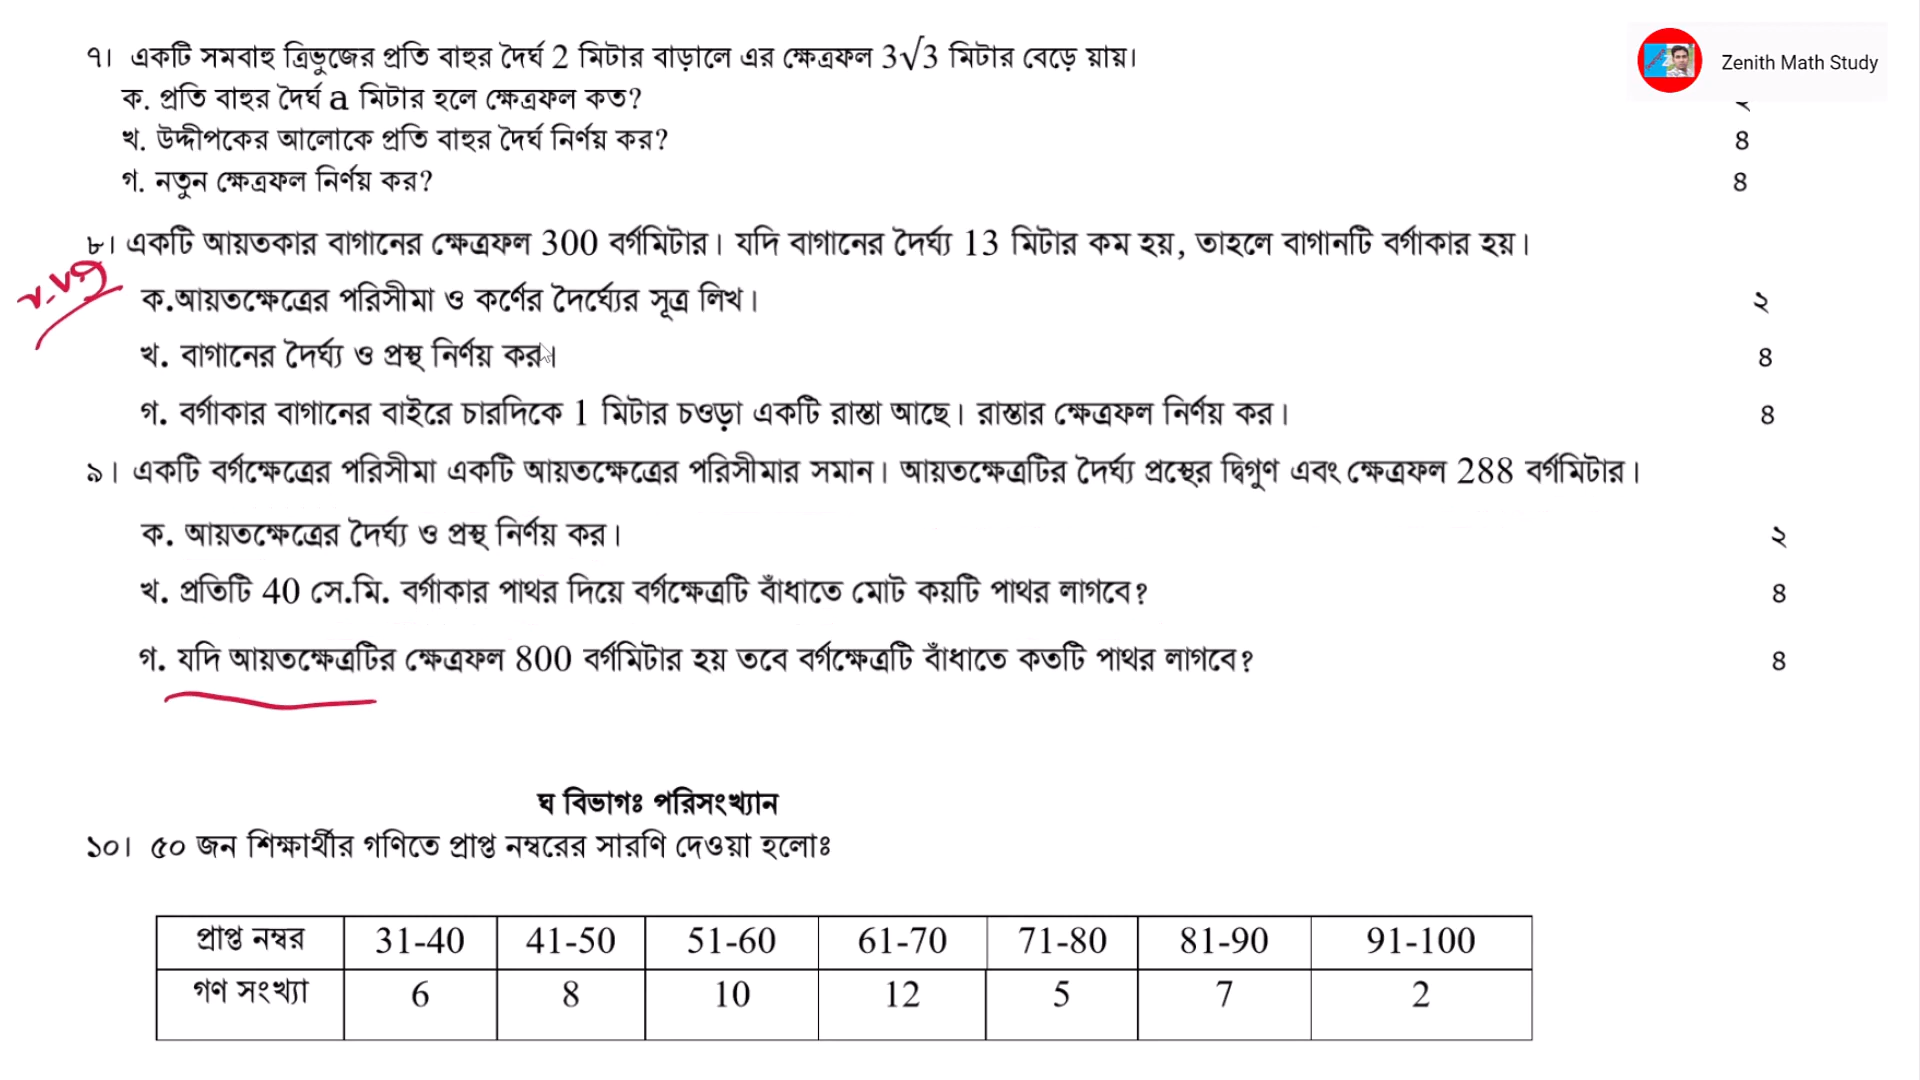 Zenith Math Study
৭। একটি সমবাহু ত্রিভুজের প্রতি বাহুর দৈর্ঘ 2 মিটার বাড়ালে এর ক্ষেত্রফল 3√3 মিটার বেড়ে যায়।
ক. প্রতি বাহুর দৈর্ঘ a মিটার হলে ক্ষেত্রফল কত? ২
খ. উদ্দীপকের আলোকে প্রতি বাহুর দৈর্ঘ নির্ণয় কর? ৪
গ. নতুন ক্ষেত্রফল নির্ণয় কর? ৪
৮। একটি আয়তকার বাগানের ক্ষেত্রফল 300 বর্গমিটার। যদি বাগানের দৈর্ঘ্য 13 মিটার কম হয়, তাহলে বাগানটি বর্গাকার হয়।
ক.আয়তক্ষেত্রের পরিসীমা ও কর্ণের দৈর্ঘ্যের সূত্র লিখ। ২
খ. বাগানের দৈর্ঘ্য ও প্রস্থ নির্ণয় কর। ৪
গ. বর্গাকার বাগানের বাইরে চারদিকে 1 মিটার চওড়া একটি রাস্তা আছে। রাস্তার ক্ষেত্রফল নির্ণয় কর। ৪
৯। একটি বর্গক্ষেত্রের পরিসীমা একটি আয়তক্ষেত্রের পরিসীমার সমান। আয়তক্ষেত্রটির দৈর্ঘ্য প্রস্থের দ্বিগুণ এবং ক্ষেত্রফল 288 বর্গমিটার।
ক. আয়তক্ষেত্রের দৈর্ঘ্য ও প্রস্থ নির্ণয় কর। ২
খ. প্রতিটি 40 সে.মি. বর্গাকার পাথর দিয়ে বর্গক্ষেত্রটি বাঁধাতে মোট কয়টি পাথর লাগবে? ৪
গ. যদি আয়তক্ষেত্রটির ক্ষেত্রফল 800 বর্গমিটার হয় তবে বর্গক্ষেত্রটি বাঁধাতে কতটি পাথর লাগবে? ৪
ঘ বিভাগঃ পরিসংখ্যান
১০। ৫০ জন শিক্ষার্থীর গণিতে প্রাপ্ত নম্বরের সারণি দেওয়া হলোঃ
প্রাপ্ত নম্বর 31-40 41-50 51-60 61-70 71-80 81-90 91-100
গণ সংখ্যা 6 8 10 12 5 7 2